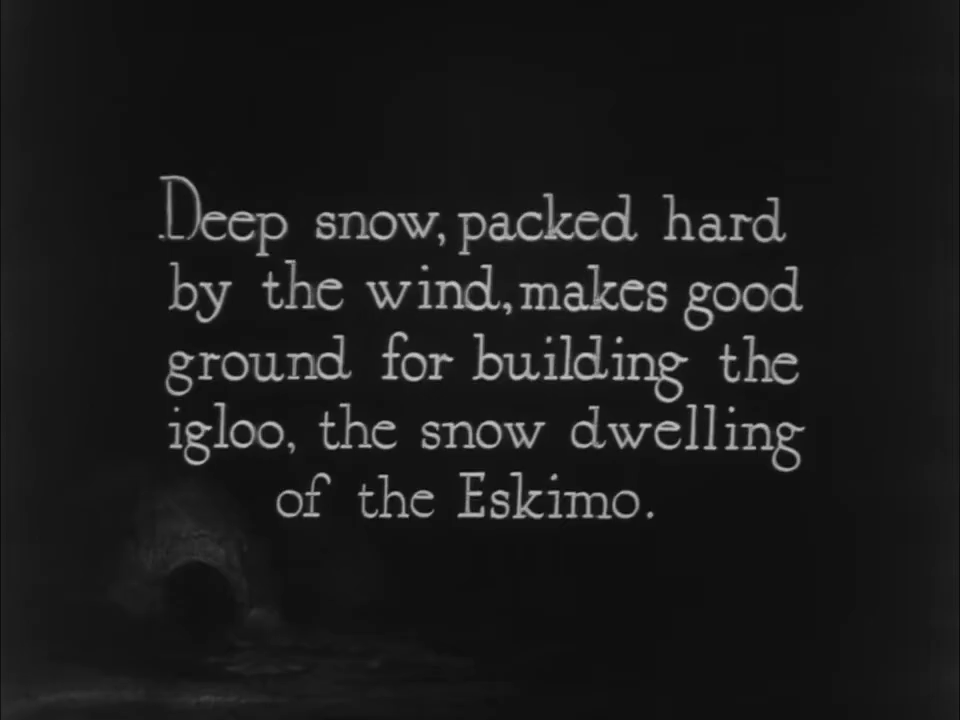 Deep snow, packed hard
by the wind, makes good
ground for building the
igloo, the snow dwelling
of the Eskimo.